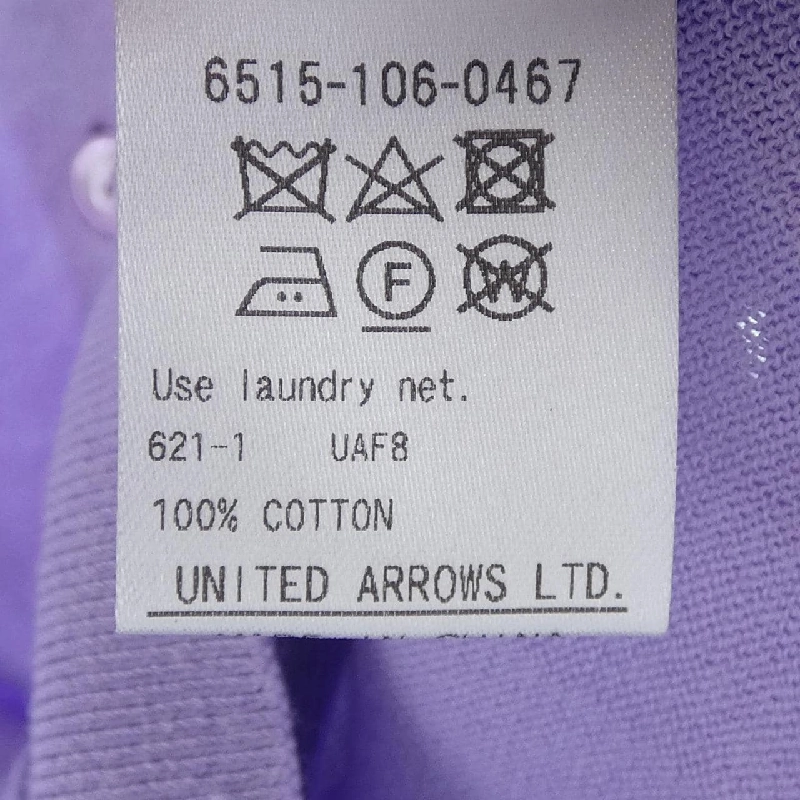 6515-106-0467
F W
Use laundry net.
621-1 UAF8
100% COTTON
UNITED ARROWS LTD.